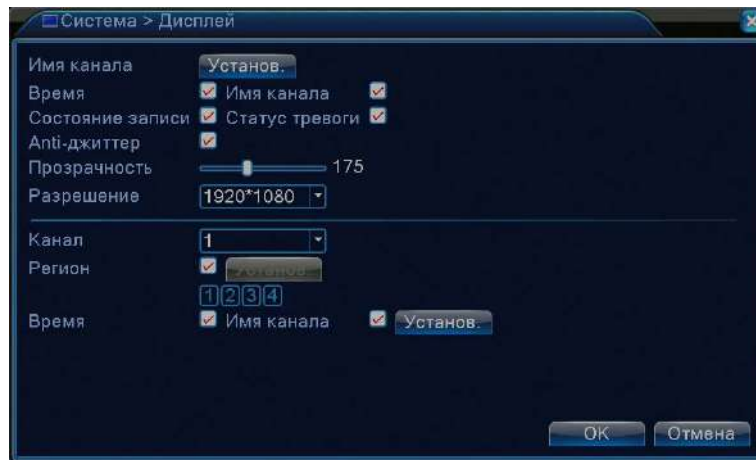 Система > Дисплей
Имя канала Установ.
Время Имя канала
Состояние записи Статус тревоги
Anti-джиттер
Прозрачность 175
Разрешение 1920*1080
Канал 1
Регион Установ.
1 2 3 4
Время Имя канала Установ.
OK Отмена